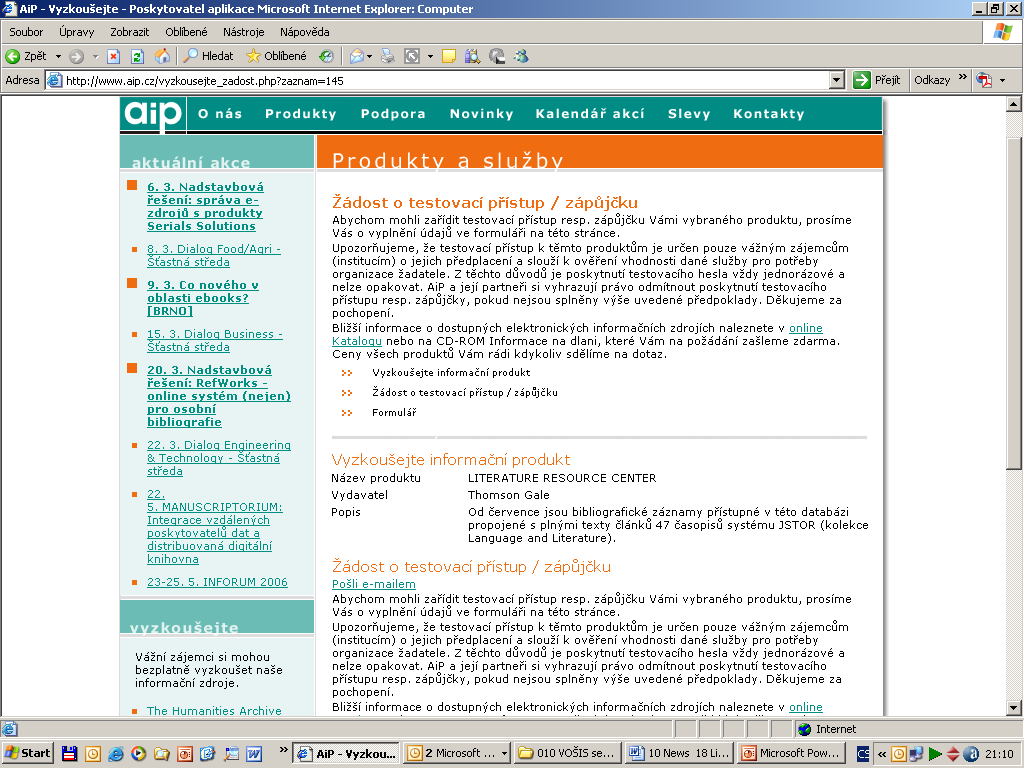 AiP - Vyzkoušejte - Poskytovatel aplikace Microsoft Internet Explorer: Computer
Soubor Úpravy Zobrazit Oblíbené Nástroje Nápověda
Zpět Hledat Oblíbené
Adresa http://www.aip.cz/vyzkousejte_zadost.php?zaznam=145 Přejít Odkazy »
aip O nás Produkty Podpora Novinky Kalendář akcí Slevy Kontakty
aktuální akce
6. 3. Nadstavbová
řešení: správa e-
zdrojů s produkty
Serials Solutions
8. 3. Dialog Food/Agri -
Šťastná středa
9. 3. Co nového v
oblasti ebooks?
[BRNO]
15. 3. Dialog Business -
Šťastná středa
20. 3. Nadstavbová
řešení: RefWorks -
online systém (nejen)
pro osobní
bibliografie
22. 3. Dialog Engineering
& Technology - Šťastná
středa
22.
5. MANUSCRIPTORIUM:
Integrace vzdálených
poskytovatelů dat a
distribuovaná digitální
knihovna
23-25. 5. INFORUM 2006
vyzkoušejte
Vážní zájemci si mohou
bezplatně vyzkoušet naše
informační zdroje.
The Humanities Archive
Produkty a služby
Žádost o testovací přístup / zápůjčku
Abychom mohli zařídit testovací přístup resp. zápůjčku Vámi vybraného produktu, prosíme
Vás o vyplnění údajů ve formuláři na této stránce.
Upozorňujeme, že testovací přístup k těmto produktům je určen pouze vážným zájemcům
(institucím) o jejich předplacení a slouží k ověření vhodnosti dané služby pro potřeby
organizace žadatele. Z těchto důvodů je poskytnutí testovacího hesla vždy jednorázové a
nelze opakovat. AiP a její partneři si vyhrazují právo odmítnout poskytnutí testovacího
přístupu resp. zápůjčky, pokud nejsou splněny výše uvedené předpoklady. Děkujeme za
pochopení.
Bližší informace o dostupných elektronických informačních zdrojích naleznete v online
Katalogu nebo na CD-ROM Informace na dlani, které Vám na požádání zašleme zdarma.
Ceny všech produktů Vám rádi kdykoliv sdělíme na dotaz.
Vyzkoušejte informační produkt
Žádost o testovací přístup / zápůjčku
Formulář
Vyzkoušejte informační produkt
Název produktu LITERATURE RESOURCE CENTER
Vydavatel Thomson Gale
Popis Od července jsou bibliografické záznamy přístupné v této databázi
propojené s plnými texty článků 47 časopisů systému JSTOR (kolekce
Language and Literature).
Žádost o testovací přístup / zápůjčku
Pošli e-mailem
Abychom mohli zařídit testovací přístup resp. zápůjčku Vámi vybraného produktu, prosíme
Vás o vyplnění údajů ve formuláři na této stránce.
Upozorňujeme, že testovací přístup k těmto produktům je určen pouze vážným zájemcům
(institucím) o jejich předplacení a slouží k ověření vhodnosti dané služby pro potřeby
organizace žadatele. Z těchto důvodů je poskytnutí testovacího hesla vždy jednorázové a
nelze opakovat. AiP a její partneři si vyhrazují právo odmítnout poskytnutí testovacího
přístupu resp. zápůjčky, pokud nejsou splněny výše uvedené předpoklady. Děkujeme za
pochopení.
Bližší informace o dostupných elektronických informačních zdrojích naleznete v online
Internet
Start » AiP - Vyzkou... 2 Microsoft ... 010 VOŠIS se... 10 News 18 Li... Microsoft Pow... CS « 21:10